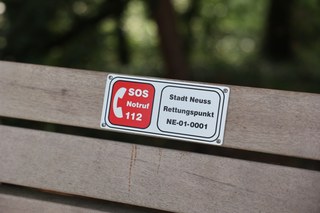 SOS
Notruf
112
Stadt Neuss
Rettungspunkt
NE-01-0001